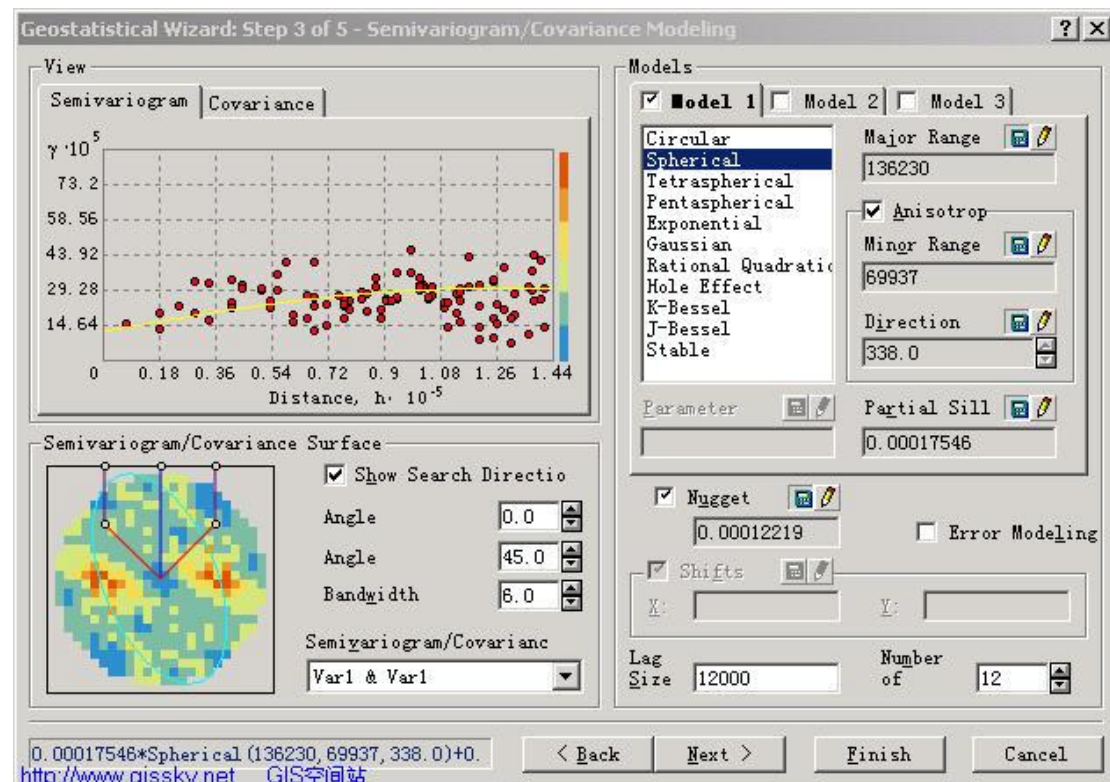 Geostatistical Wizard: Step 3 of 5 - Semivariogram/Covariance Modeling
View
Semivariogram
Covariance
γ·10^5
73.2
58.56
43.92
29.28
14.64
0 0.18 0.36 0.54 0.72 0.9 1.08 1.26 1.44
Distance, h· 10^-5
Semivariogram/Covariance Surface
Show Search Directio
Angle 0.0
Angle 45.0
Bandwidth 6.0
Semivariogram/Covarianc
Var1 & Var1
Models
Model 1 Model 2 Model 3
Circular
Spherical
Tetraspherical
Pentaspherical
Exponential
Gaussian
Rational Quadratic
Hole Effect
K-Bessel
J-Bessel
Stable
Major Range
136230
Anisotrop
Minor Range
69937
Direction
338.0
Parameter
Partial Sill
0.00017546
Nugget
0.00012219
Error Modeling
Shifts
X: Y:
Lag Size 12000
Number of 12
0.00017546*Spherical(136230,69937,338.0)+0.
< Back Next > Finish Cancel
http://www.gissky.net GIS空间站